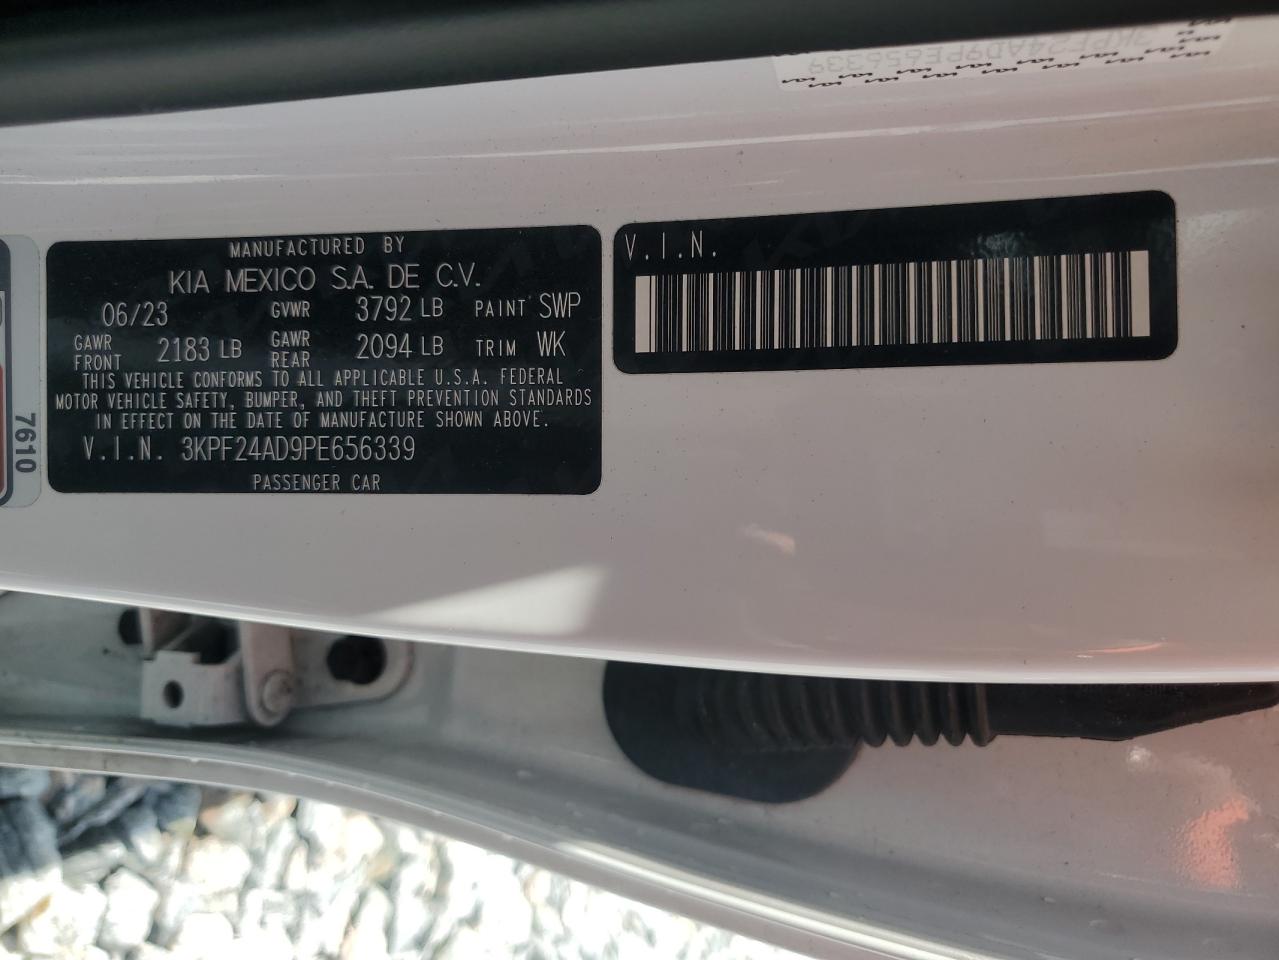 3KPF24AD9PE656339
MANUFACTURED BY
KIA MEXICO S.A. DE C.V.
06/23 GVWR 3792 LB PAINT SWP
GAWR FRONT 2183 LB GAWR REAR 2094 LB TRIM WK
THIS VEHICLE CONFORMS TO ALL APPLICABLE U.S.A. FEDERAL
MOTOR VEHICLE SAFETY, BUMPER, AND THEFT PREVENTION STANDARDS
IN EFFECT ON THE DATE OF MANUFACTURE SHOWN ABOVE.
V.I.N. 3KPF24AD9PE656339
PASSENGER CAR
V.I.N.
7610